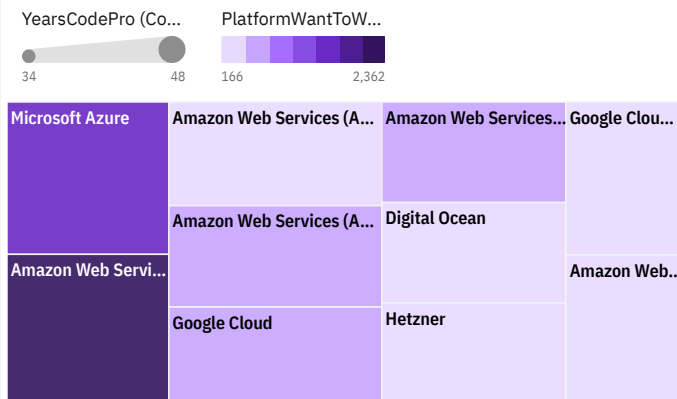 YearsCodePro (Co...
PlatformWantToW...
34
48
166
2,362
Microsoft Azure
Amazon Web Services (A...
Amazon Web Services...
Google Clou...
Amazon Web Services (A...
Digital Ocean
Amazon Web Servi...
Amazon Web..
Google Cloud
Hetzner